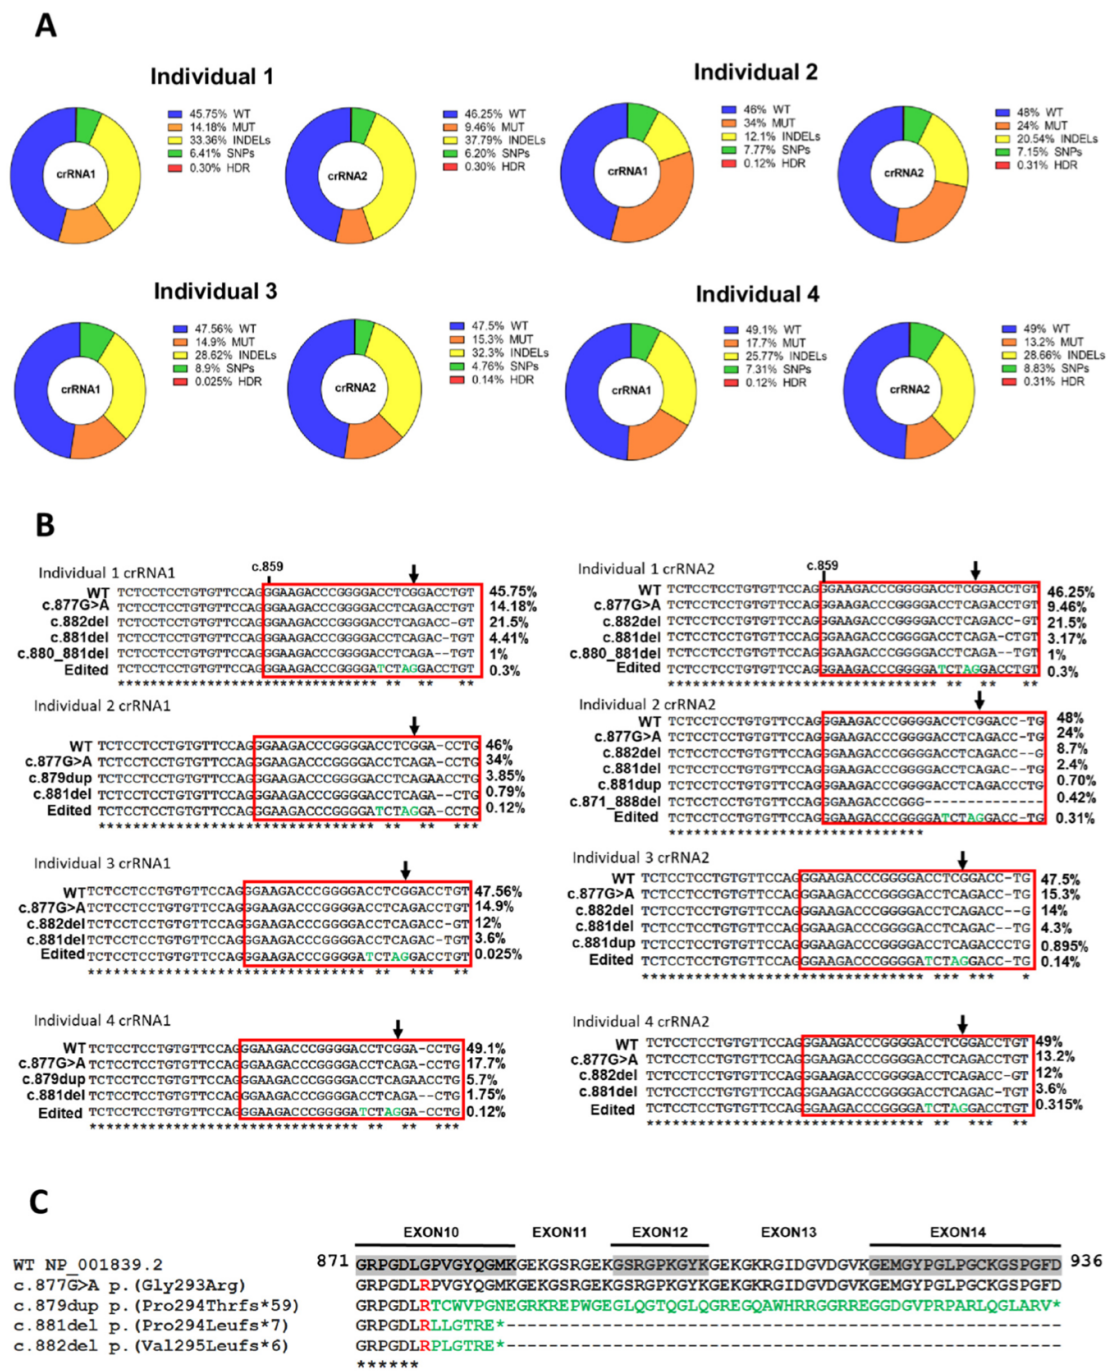 A
Individual 1
45.75% WT
14.18% MUT
33.36% INDELs
6.41% SNPs
0.30% HDR
crRNA1
46.25% WT
9.46% MUT
37.79% INDELs
6.20% SNPs
0.30% HDR
crRNA2
Individual 2
46% WT
34% MUT
12.1% INDELs
7.77% SNPs
0.12% HDR
crRNA1
48% WT
24% MUT
20.54% INDELs
7.15% SNPs
0.31% HDR
crRNA2
Individual 3
47.56% WT
14.9% MUT
28.62% INDELs
8.9% SNPs
0.025% HDR
crRNA1
47.5% WT
15.3% MUT
32.3% INDELs
4.76% SNPs
0.14% HDR
crRNA2
Individual 4
49.1% WT
17.7% MUT
25.77% INDELs
7.31% SNPs
0.12% HDR
crRNA1
49% WT
13.2% MUT
28.66% INDELs
8.83% SNPs
0.31% HDR
crRNA2
B
Individual 1 crRNA1
c.859
WT TCTCCTCCTGTGTTCCAGGGAAGACCCGGGGACCTCGGACCTGT 45.75%
c.877G>A TCTCCTCCTGTGTTCCAGGGAAGACCCGGGGACCTCAGACCTGT 14.18%
c.882del TCTCCTCCTGTGTTCCAGGGAAGACCCGGGGACCTCAGACC-GT 21.5%
c.881del TCTCCTCCTGTGTTCCAGGGAAGACCCGGGGACCTCAGAC-TGT 4.41%
c.880_881del TCTCCTCCTGTGTTCCAGGGAAGACCCGGGGACCTCAGA--TGT 1%
Edited TCTCCTCCTGTGTTCCAGGGAAGACCCGGGGATCTAGGACCTGT 0.3%
Individual 1 crRNA2
c.859
WT TCTCCTCCTGTGTTCCAGGGAAGACCCGGGGACCTCGGACCTGT 46.25%
c.877G>A TCTCCTCCTGTGTTCCAGGGAAGACCCGGGGACCTCAGACCTGT 9.46%
c.882del TCTCCTCCTGTGTTCCAGGGAAGACCCGGGGACCTCAGACC-GT 21.5%
c.881del TCTCCTCCTGTGTTCCAGGGAAGACCCGGGGACCTCAGA-CTGT 3.17%
c.880_881del TCTCCTCCTGTGTTCCAGGGAAGACCCGGGGACCTCAGA--TGT 1%
Edited TCTCCTCCTGTGTTCCAGGGAAGACCCGGGGATCTAGGACCTGT 0.3%
Individual 2 crRNA1
WT TCTCCTCCTGTGTTCCAGGGAAGACCCGGGGACCTCGGA-CCTG 46%
c.877G>A TCTCCTCCTGTGTTCCAGGGAAGACCCGGGGACCTCAGA-CCTG 34%
c.879dup TCTCCTCCTGTGTTCCAGGGAAGACCCGGGGACCTCAGAACCTG 3.85%
c.881del TCTCCTCCTGTGTTCCAGGGAAGACCCGGGGACCTCAGA--CTG 0.79%
Edited TCTCCTCCTGTGTTCCAGGGAAGACCCGGGGATCTAGGA-CCTG 0.12%
Individual 2 crRNA2
WT TCTCCTCCTGTGTTCCAGGGAAGACCCGGGGACCTCGGACC-TG 48%
c.877G>A TCTCCTCCTGTGTTCCAGGGAAGACCCGGGGACCTCAGACC-TG 24%
c.882del TCTCCTCCTGTGTTCCAGGGAAGACCCGGGGACCTCAGACC--G 8.7%
c.881del TCTCCTCCTGTGTTCCAGGGAAGACCCGGGGACCTCAGAC--TG 2.4%
c.881dup TCTCCTCCTGTGTTCCAGGGAAGACCCGGGGACCTCAGACCCTG 0.70%
c.871_888del TCTCCTCCTGTGTTCCAGGGAAGACCCGGG-------------- 0.42%
Edited TCTCCTCCTGTGTTCCAGGGAAGACCCGGGGATCTAGGACC-TG 0.31%
Individual 3 crRNA1
WT TCTCCTCCTGTGTTCCAGGGAAGACCCGGGGACCTCGGACCTGT 47.56%
c.877G>A TCTCCTCCTGTGTTCCAGGGAAGACCCGGGGACCTCAGACCTGT 14.9%
c.882del TCTCCTCCTGTGTTCCAGGGAAGACCCGGGGACCTCAGACC-GT 12%
c.881del TCTCCTCCTGTGTTCCAGGGAAGACCCGGGGACCTCAGAC-TGT 3.6%
Edited TCTCCTCCTGTGTTCCAGGGAAGACCCGGGGATCTAGGACCTGT 0.025%
Individual 3 crRNA2
WT TCTCCTCCTGTGTTCCAGGGAAGACCCGGGGACCTCGGACC-TG 47.5%
c.877G>A TCTCCTCCTGTGTTCCAGGGAAGACCCGGGGACCTCAGACC-TG 15.3%
c.882del TCTCCTCCTGTGTTCCAGGGAAGACCCGGGGACCTCAGACC--G 14%
c.881del TCTCCTCCTGTGTTCCAGGGAAGACCCGGGGACCTCAGAC--TG 4.3%
c.881dup TCTCCTCCTGTGTTCCAGGGAAGACCCGGGGACCTCAGACCCTG 0.895%
Edited TCTCCTCCTGTGTTCCAGGGAAGACCCGGGGATCTAGGACC-TG 0.14%
Individual 4 crRNA1
WT TCTCCTCCTGTGTTCCAGGGAAGACCCGGGGACCTCGGA-CCTG 49.1%
c.877G>A TCTCCTCCTGTGTTCCAGGGAAGACCCGGGGACCTCAGA-CCTG 17.7%
c.879dup TCTCCTCCTGTGTTCCAGGGAAGACCCGGGGACCTCAGAACCTG 5.7%
c.881del TCTCCTCCTGTGTTCCAGGGAAGACCCGGGGACCTCAGA--CTG 1.75%
Edited TCTCCTCCTGTGTTCCAGGGAAGACCCGGGGATCTAGGA-CCTG 0.12%
Individual 4 crRNA2
WT TCTCCTCCTGTGTTCCAGGGAAGACCCGGGGACCTCGGACCTGT 49%
c.877G>A TCTCCTCCTGTGTTCCAGGGAAGACCCGGGGACCTCAGACCTGT 13.2%
c.882del TCTCCTCCTGTGTTCCAGGGAAGACCCGGGGACCTCAGACC-GT 12%
c.881del TCTCCTCCTGTGTTCCAGGGAAGACCCGGGGACCTCAGAC-TGT 3.6%
Edited TCTCCTCCTGTGTTCCAGGGAAGACCCGGGGATCTAGGACCTGT 0.315%
C
EXON10 EXON11 EXON12 EXON13 EXON14
WT NP_001839.2 871 GRPGDLGPVGYQGMKGEKGSRGEKGSRGPKGYKGEKGKRGIDGVDGVKGEMGYPGLPGCKGSPGFD 936
c.877G>A p.(Gly293Arg) GRPGDLRPVGYQGMKGEKGSRGEKGSRGPKGYKGEKGKRGIDGVDGVKGEMGYPGLPGCKGSPGFD
c.879dup p.(Pro294Thrfs*59) GRPGDLRTCWVPGNEGRKREPWGEGLQGTQGLQGREGQAWHRRGGRREGGDGVPRPARLQGLARV*
c.881del p.(Pro294Leufs*7) GRPGDLRLLGTRE*
c.882del p.(Val295Leufs*6) GRPGDLRPLGTRE*
******